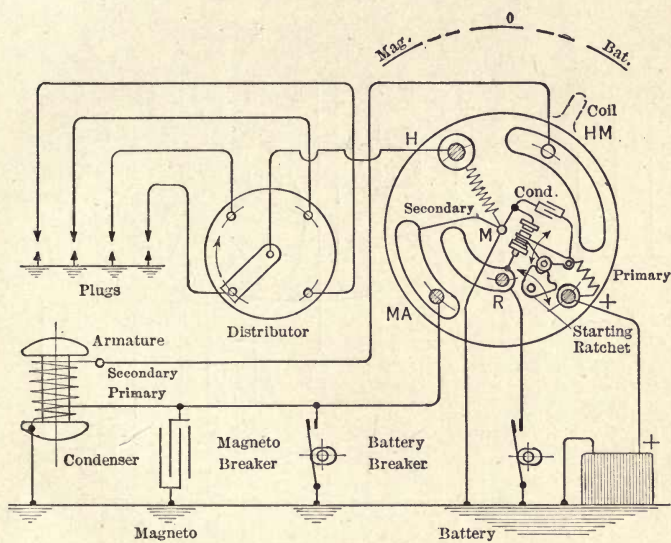 Mag. O Bat.
Coil
HM
H
Cond.
Secondary
M
Primary
+
R
MA
Starting
Ratchet
Plugs
Distributor
Armature
Secondary
Primary
Condenser
Magneto
Breaker
Battery
Breaker
+
Magneto
Battery